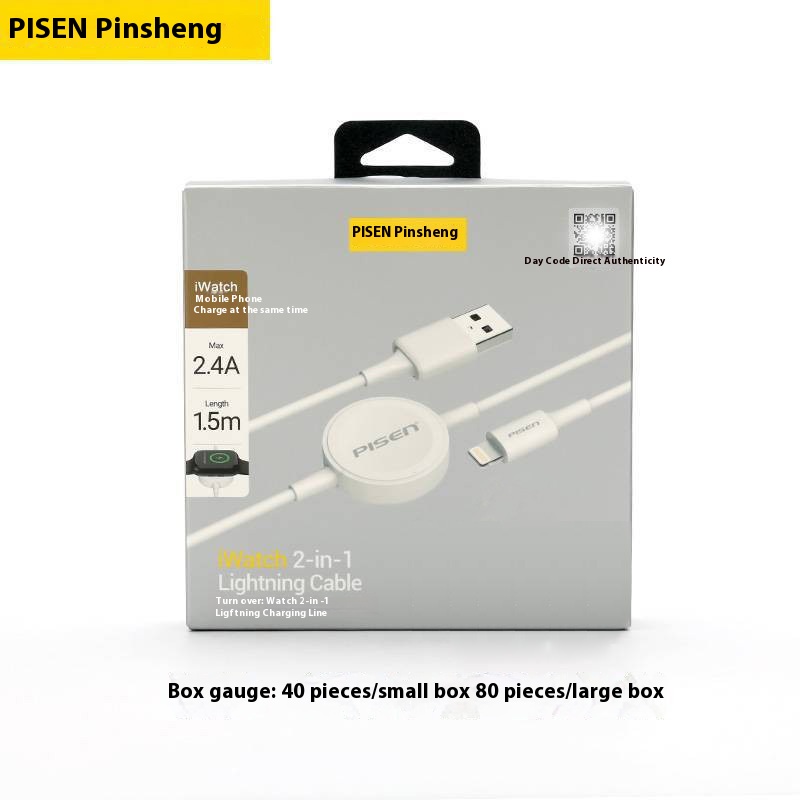 PISEN Pinsheng
PISEN Pinsheng
Day Code Direct Authenticity
iWatch
Mobile Phone
Charge at the same time
Max
2.4A
Length
1.5m
PISEN
PISEN
iWatch 2-in-1
Lightning Cable
Turn over: Watch 2-in -1
Ligftning Charging Line
Box gauge: 40 pieces/small box 80 pieces/large box